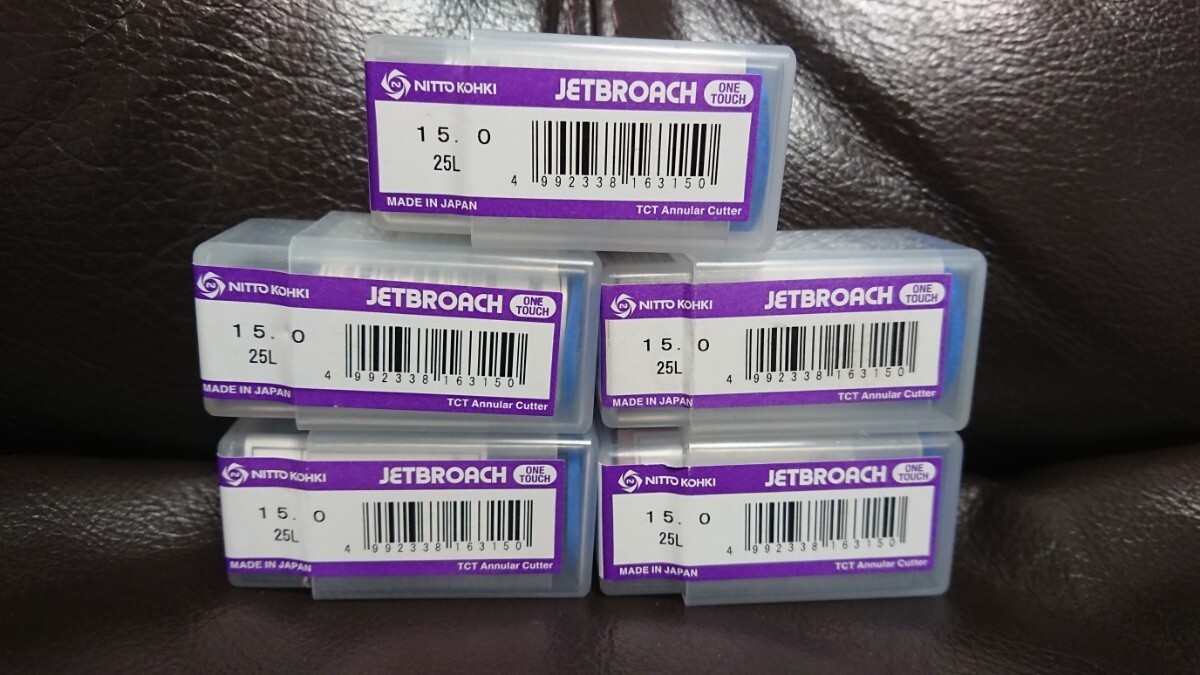 NITTO KOHKI JETBROACH ONE TOUCH
15.0
25L
4 992338 163150
MADE IN JAPAN TCT Annular Cutter
NITTO KOHKI JETBROACH ONE TOUCH
15.0
25L
4 992338 163150
MADE IN JAPAN TCT Annular Cutter
NITTO KOHKI JETBROACH ONE TOUCH
15.0
25L
4 992338 163150
MADE IN JAPAN TCT Annular Cutter
NITTO KOHKI JETBROACH ONE TOUCH
15.0
25L
4 992338 163150
MADE IN JAPAN TCT Annular Cutter
NITTO KOHKI JETBROACH ONE TOUCH
15.0
25L
4 992338 163150
MADE IN JAPAN TCT Annular Cutter